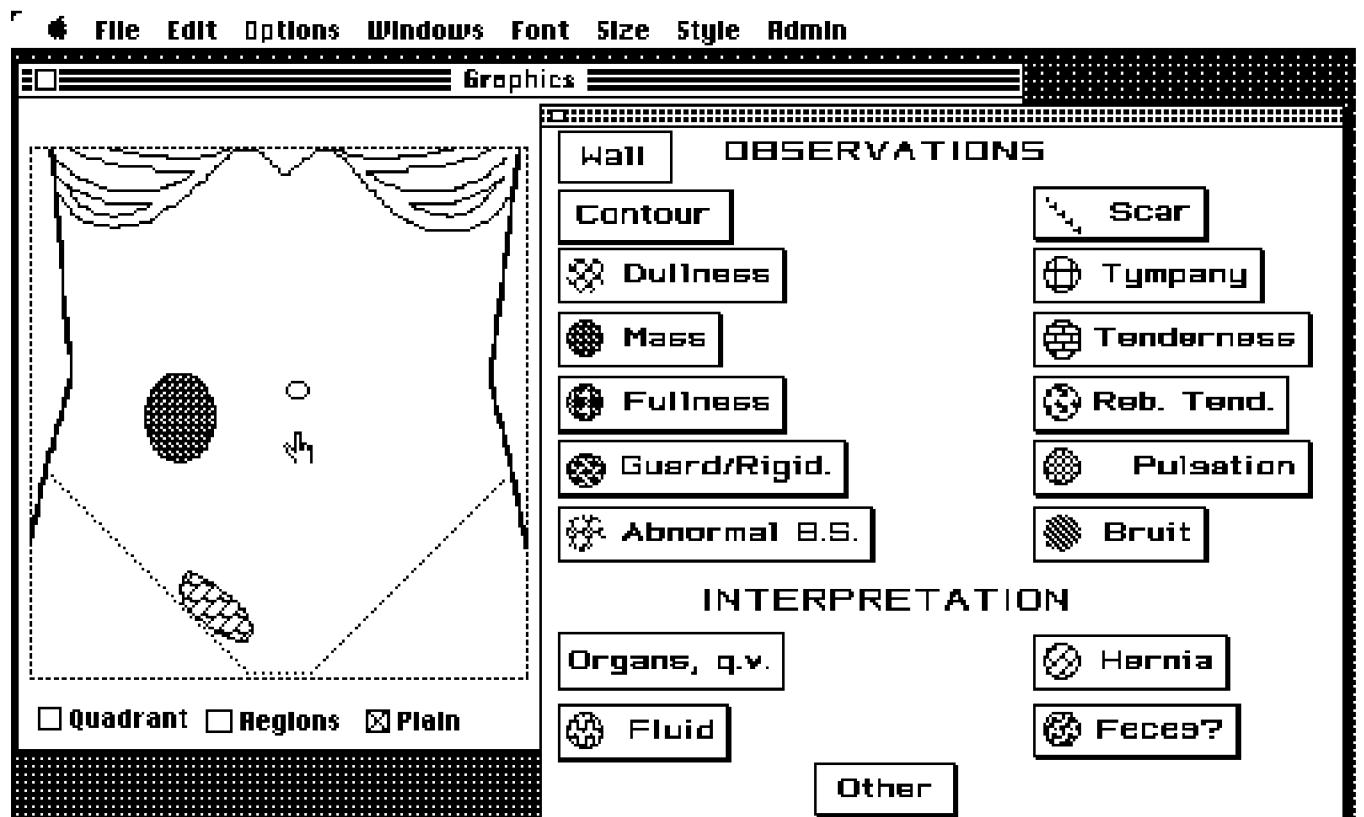 File Edit Options Windows Font Size Style Admin
Graphics
Wall OBSERVATIONS
Contour Scar
Dullness Tympany
Mass Tenderness
Fullness Reb. Tend.
Guard/Rigid. Pulsation
Abnormal B.S. Bruit
INTERPRETATION
Organs, q.v. Hernia
Fluid Feces?
Other
Quadrant Regions Plain